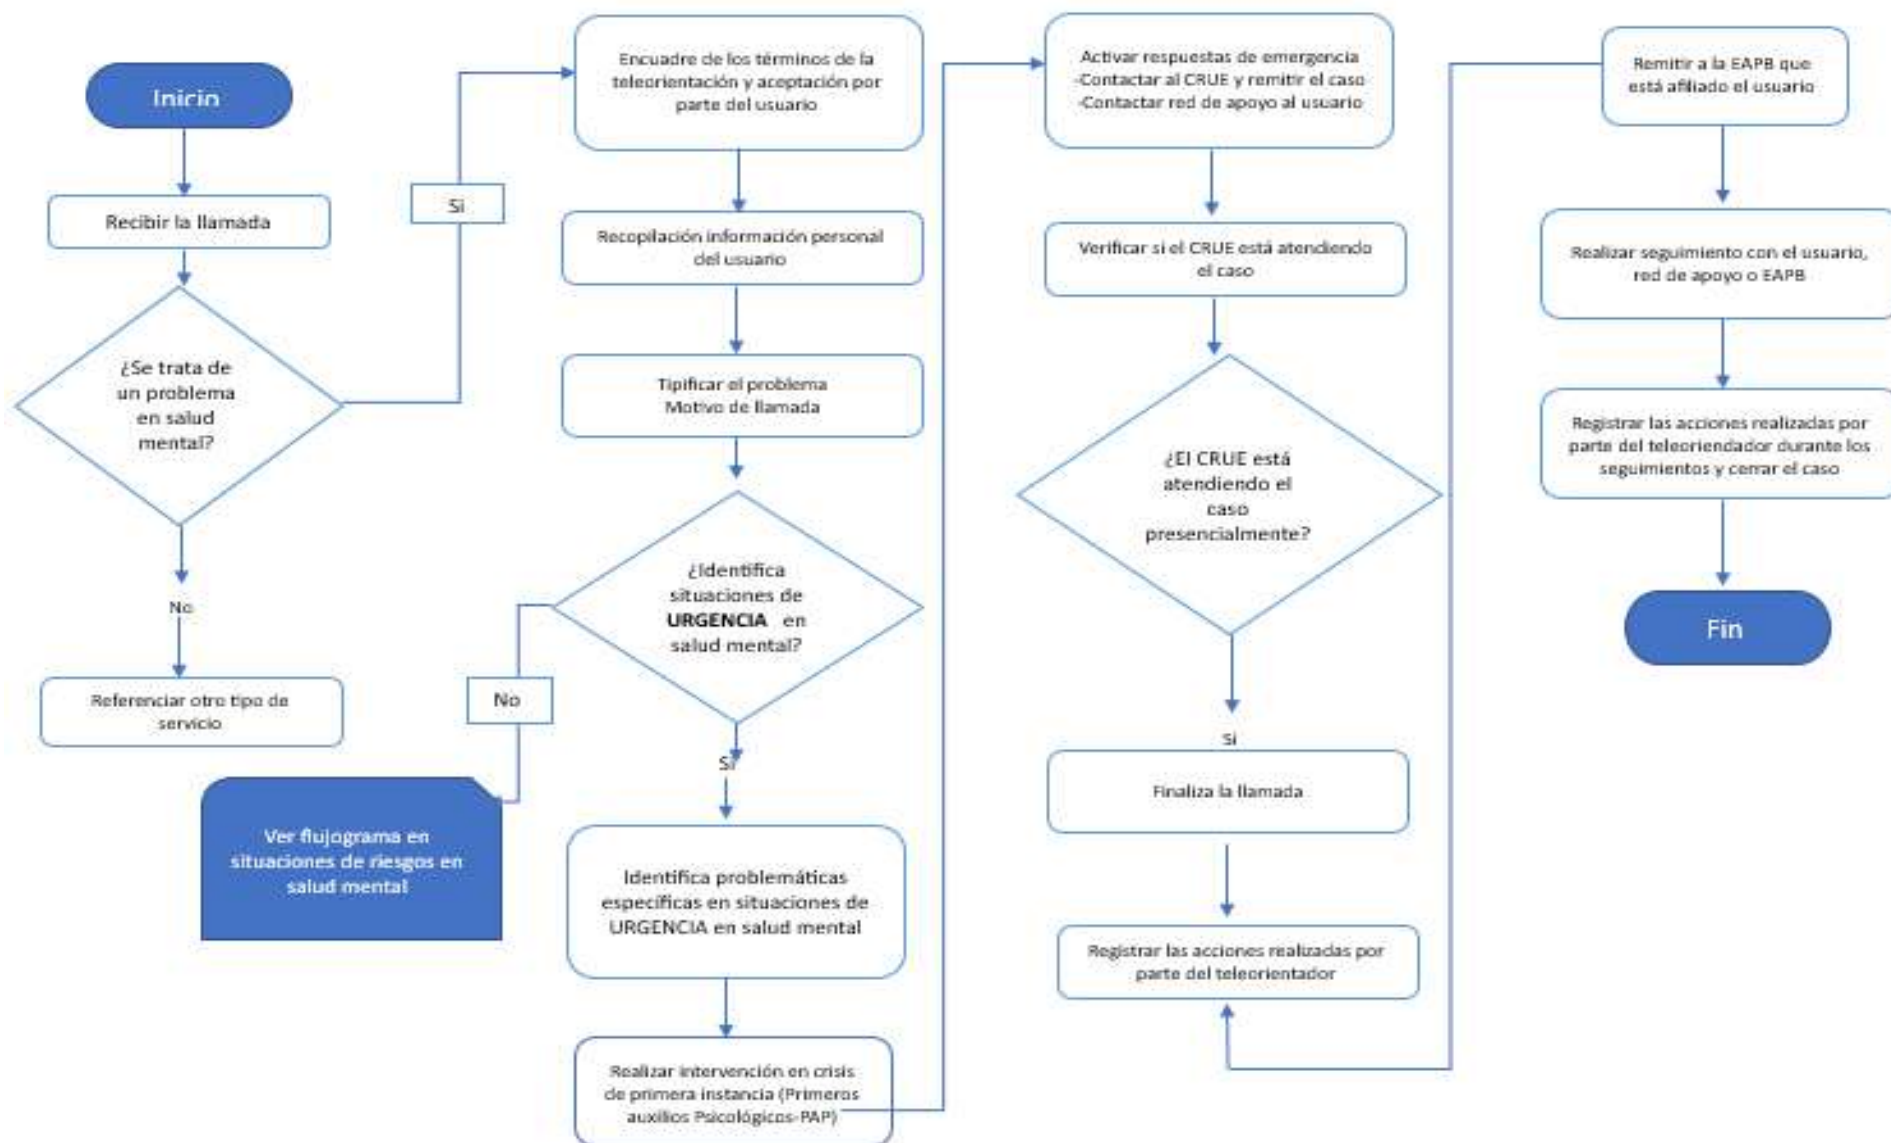 Inicio
Recibir la llamada
¿Se trata de
un problema
en salud
mental?
Si
No
Referenciar otro tipo de
servicio
Encuadre de los términos de la
teleorientación y aceptación por
parte del usuario
Recopilación información personal
del usuario
Tipificar el problema
Motivo de llamada
¿Identifica
situaciones de
URGENCIA en
salud mental?
No
Ver flujograma en
situaciones de riesgos en
salud mental
Si
Identifica problemáticas
específicas en situaciones de
URGENCIA en salud mental
Realizar intervención en crisis
de primera instancia (Primeros
auxilios Psicológicos-PAP)
Activar respuestas de emergencia
-Contactar al CRUE y remitir el caso
-Contactar red de apoyo al usuario
Verificar si el CRUE está atendiendo
el caso
¿El CRUE está
atendiendo el
caso
presencialmente?
Si
Finaliza la llamada
Registrar las acciones realizadas por
parte del teleorientador
Remitir a la EAPB que
está afiliado el usuario
Realizar seguimiento con el usuario,
red de apoyo o EAPB
Registrar las acciones realizadas por
parte del teleoriendador durante los
seguimientos y cerrar el caso
Fin